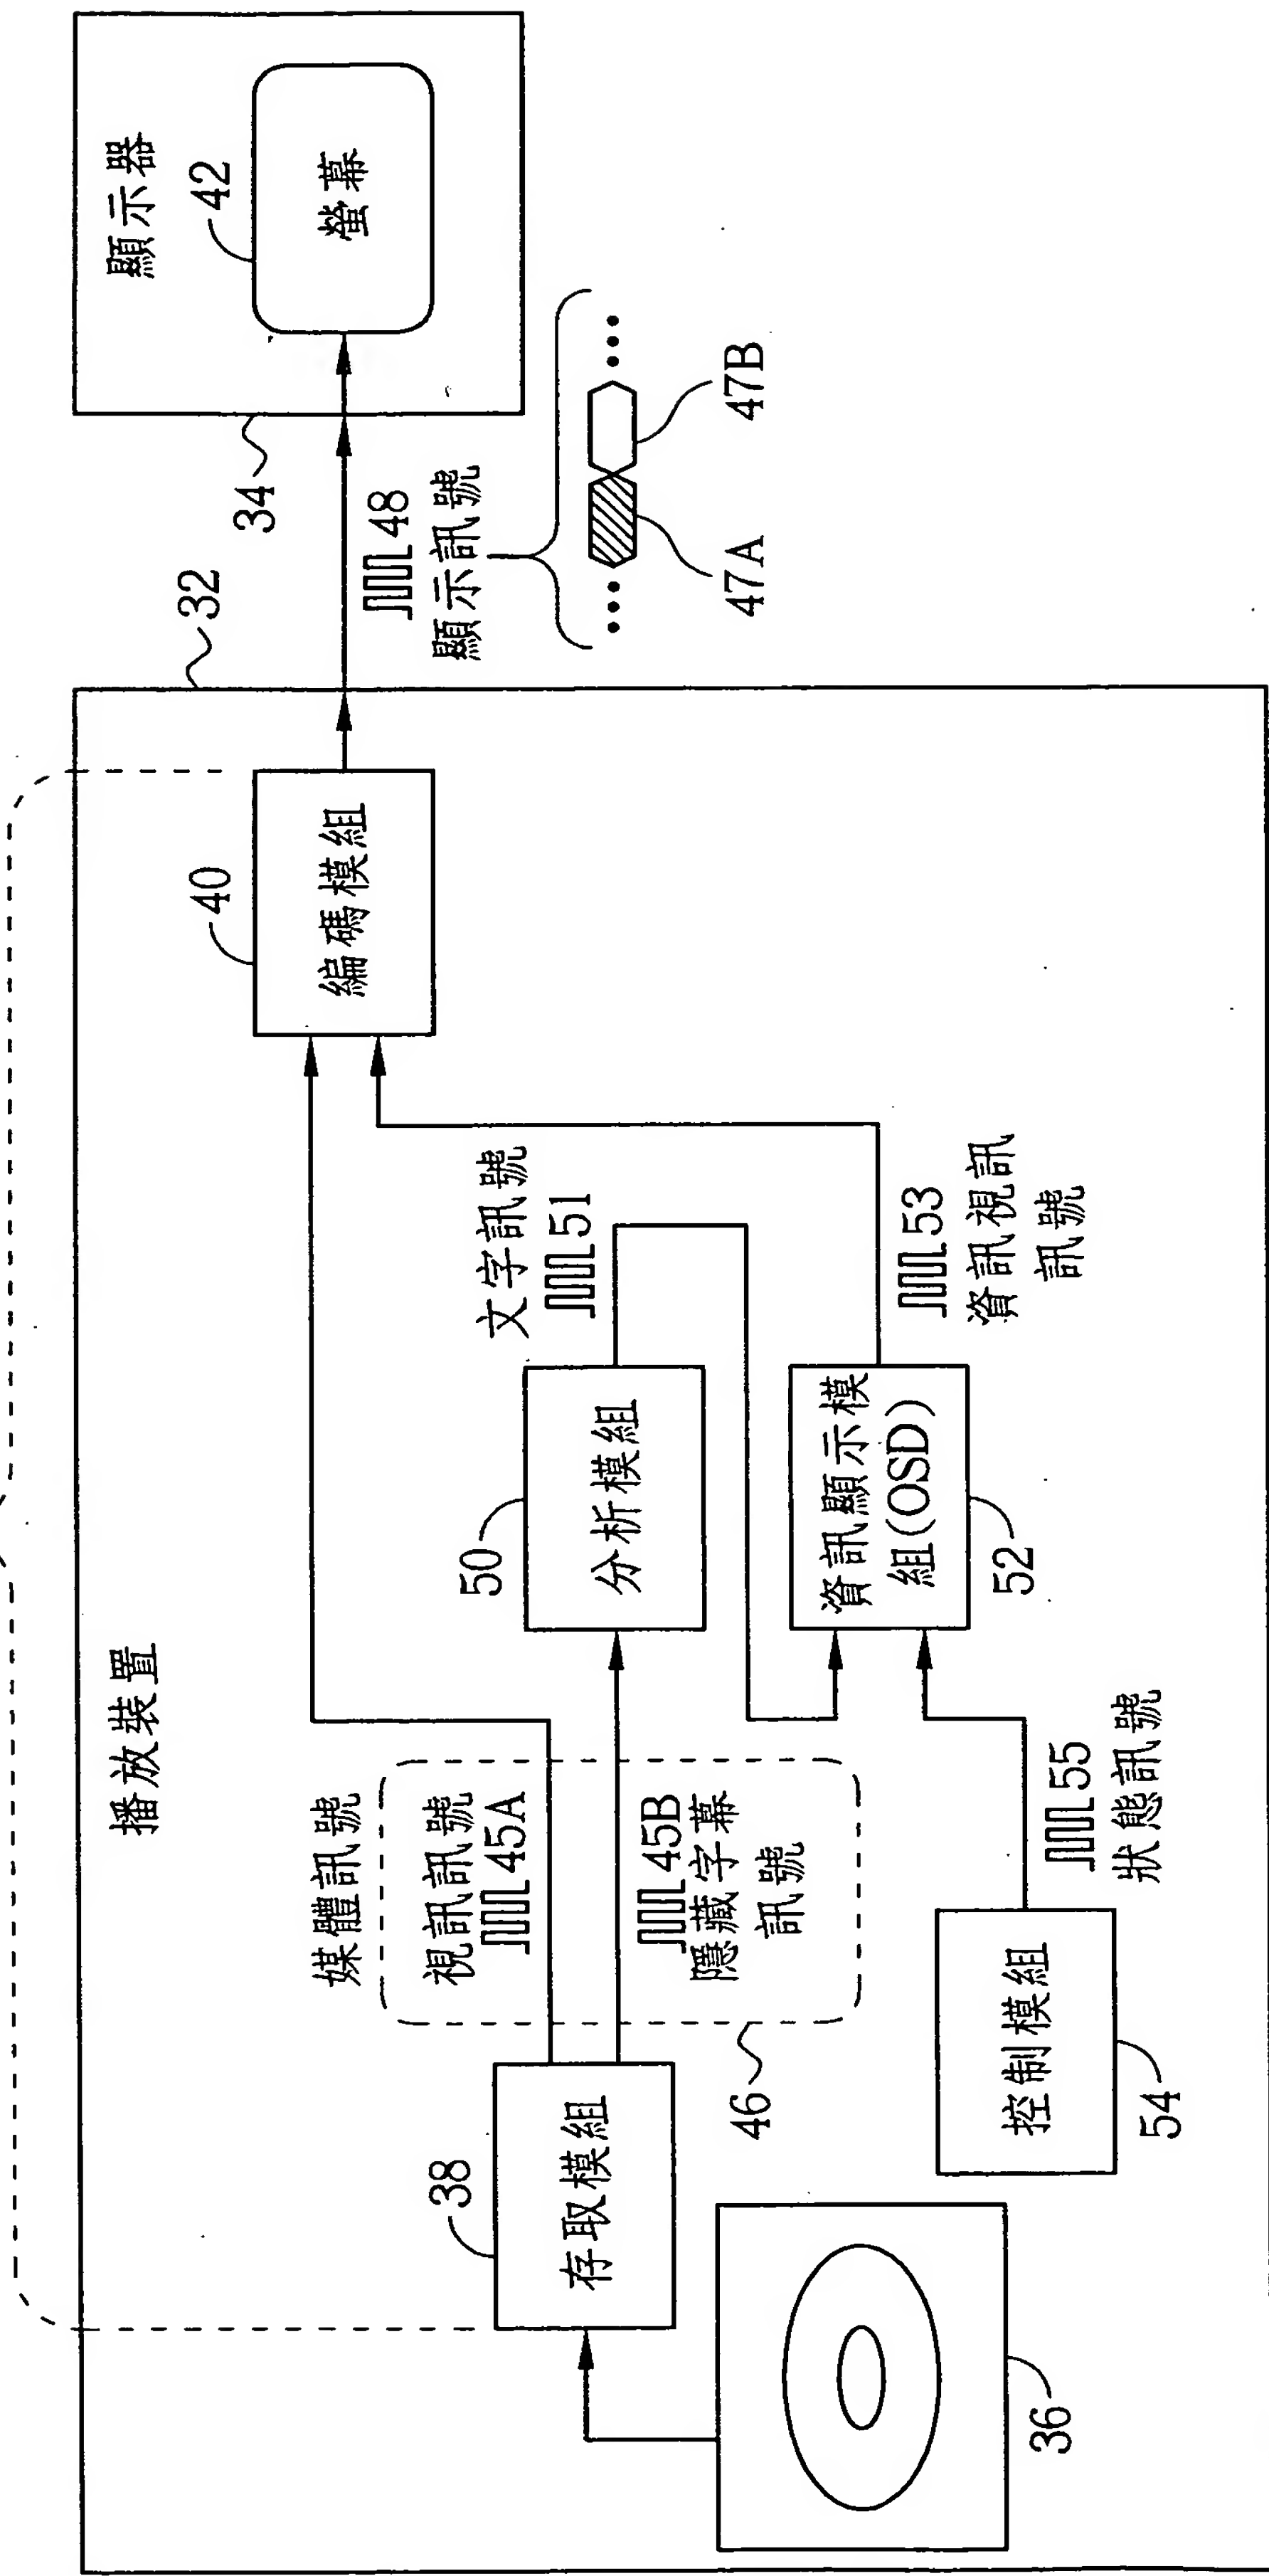 播放裝置
32
媒體訊號
視訊訊號
45A
45B
隱藏字幕
訊號
46
38
存取模組
36
控制模組
54
55
狀態訊號
50
分析模組
文字訊號
51
資訊顯示模
組(OSD)
52
53
資訊視訊
訊號
40
編碼模組
48
顯示訊號
47A
47B
34
顯示器
42
螢幕